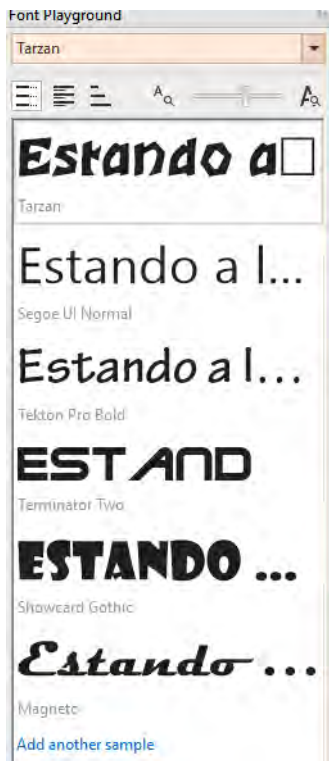 Font Playground
Tarzan
Estando a
Tarzan
Estando a l...
Segoe UI Normal
Estando a l...
Tekton Pro Bold
ESTAND
Terminator Two
ESTANDO ...
Showcard Gothic
Estando ...
Magneto
Add another sample